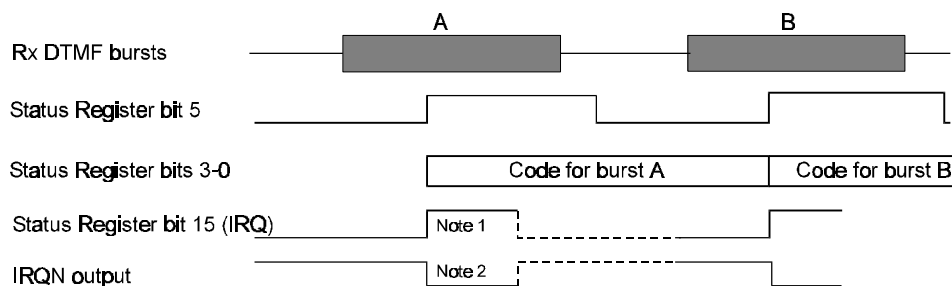 A
B
Rx DTMF bursts
Status Register bit 5
Status Register bits 3-0
Code for burst A
Code for burst B
Status Register bit 15 (IRQ)
Note 1
IRQN output
Note 2